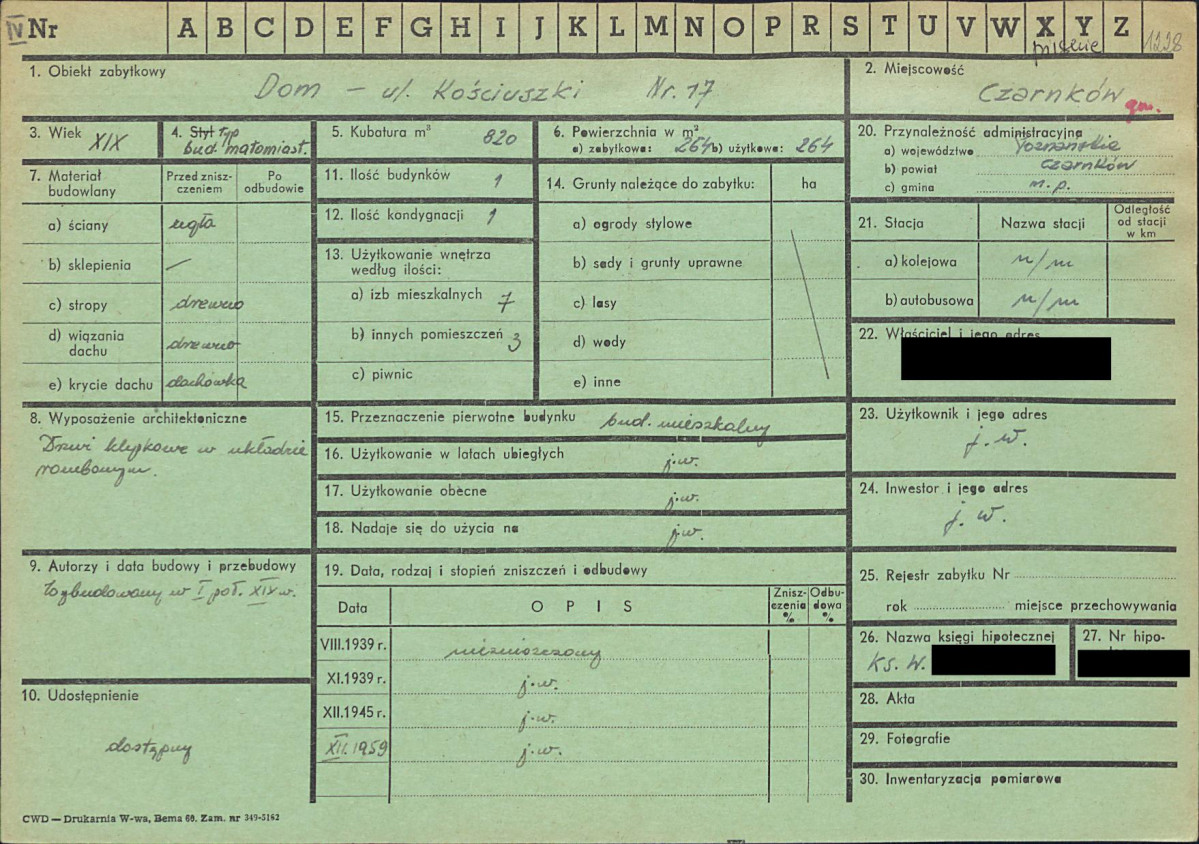 IV Nr A B C D E F G H I J K L M N O P R S T U V W X Y Z 1228
piśmie
1. Obiekt zabytkowy
Dom – ul. Kościuszki Nr. 17
2. Miejscowość
Czarnków gm.
3. Wiek XIX
4. Styl typ
bud. małomiast.
5. Kubatura m³ 820
6. Powierzchnia w m²
a) zabytkowa: 264 b) użytkowa: 264
20. Przynależność administracyjna
a) województwo Poznańskie
b) powiat Czarnków
c) gmina m.p.
7. Materiał budowlany
Przed znisz-
czeniem
Po
odbudowie
a) ściany cegła
b) sklepienia —
c) stropy drewno
d) wiązania
dachu drewno
e) krycie dachu dachówka
11. Ilość budynków 1
12. Ilość kondygnacji 1
13. Użytkowanie wnętrza
według ilości:
a) izb mieszkalnych 7
b) innych pomieszczeń 3
c) piwnic
14. Grunty należące do zabytku: ha
a) ogrody stylowe
b) sady i grunty uprawne
c) lasy
d) wody
e) inne
21. Stacja Nazwa stacji
Odległość
od stacji
w km
a) kolejowa n/m
b) autobusowa n/m
22. Właściciel i jego adres
8. Wyposażenie architektoniczne
Drzwi klepkowe w układzie
rombowym.
15. Przeznaczenie pierwotne budynku bud. mieszkalny
16. Użytkowanie w latach ubiegłych j.w.
17. Użytkowanie obecne j.w.
18. Nadaje się do użycia na j.w.
23. Użytkownik i jego adres
j.w.
24. Inwestor i jego adres
j.w.
9. Autorzy i data budowy i przebudowy
Wybudowany w I poł. XIX w.
19. Data, rodzaj i stopień zniszczeń i odbudowy
Data OPIS
Znisz-
czenia
%
Odbu-
dowa
%
VIII.1939 r. niezniszczony
XI.1939 r. j.w.
XII.1945 r. j.w.
XII.1959 j.w.
25. Rejestr zabytku Nr
rok miejsce przechowywania
26. Nazwa księgi hipotecznej
Ks. W.
27. Nr hipo-
10. Udostępnienie
dostępny
28. Akta
29. Fotografie
30. Inwentaryzacja pomiarowa
CWD — Drukarnia W-wa, Bema 60. Zam. nr 349-5162